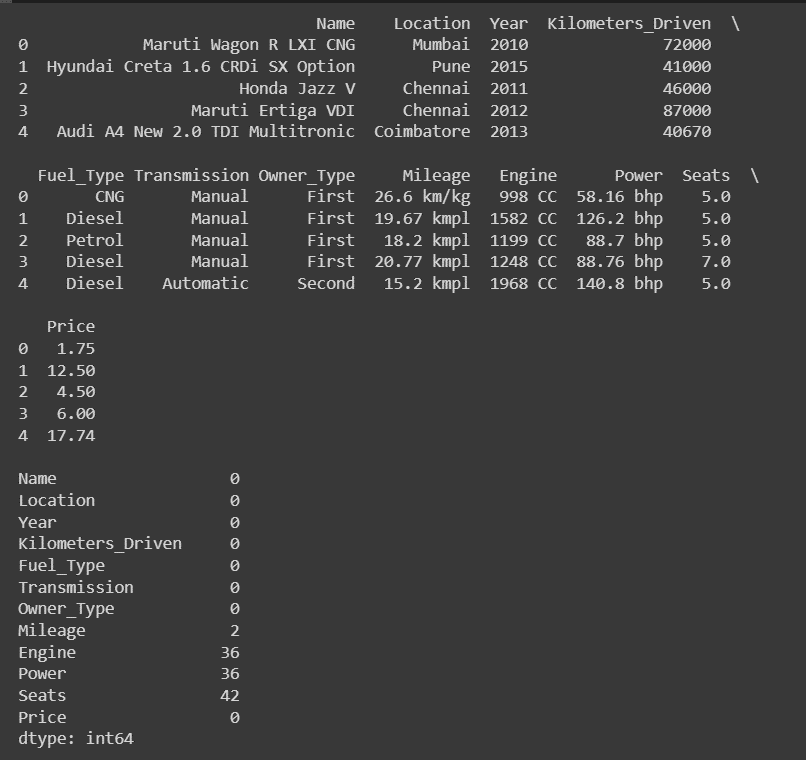 Name    Location  Year  Kilometers_Driven  \
0            Maruti Wagon R LXI CNG      Mumbai  2010              72000
1  Hyundai Creta 1.6 CRDi SX Option        Pune  2015              41000
2                      Honda Jazz V     Chennai  2011              46000
3                 Maruti Ertiga VDI     Chennai  2012              87000
4   Audi A4 New 2.0 TDI Multitronic  Coimbatore  2013              40670

  Fuel_Type Transmission Owner_Type     Mileage   Engine      Power  Seats  \
0       CNG       Manual      First  26.6 km/kg   998 CC  58.16 bhp    5.0
1    Diesel       Manual      First  19.67 kmpl  1582 CC  126.2 bhp    5.0
2    Petrol       Manual      First   18.2 kmpl  1199 CC   88.7 bhp    5.0
3    Diesel       Manual      First  20.77 kmpl  1248 CC  88.76 bhp    7.0
4    Diesel    Automatic     Second   15.2 kmpl  1968 CC  140.8 bhp    5.0

   Price
0   1.75
1  12.50
2   4.50
3   6.00
4  17.74

Name                  0
Location              0
Year                  0
Kilometers_Driven     0
Fuel_Type             0
Transmission          0
Owner_Type            0
Mileage               2
Engine               36
Power                36
Seats                42
Price                 0
dtype: int64